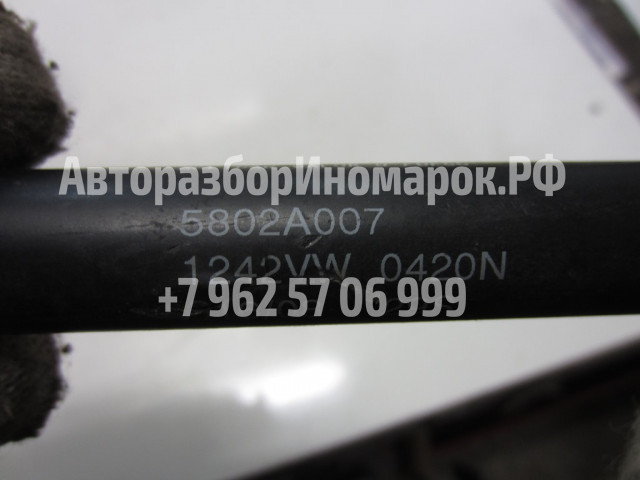 АвторазборИномарок.РФ
5802A007
1242VW 0420N
+7 962 57 06 999